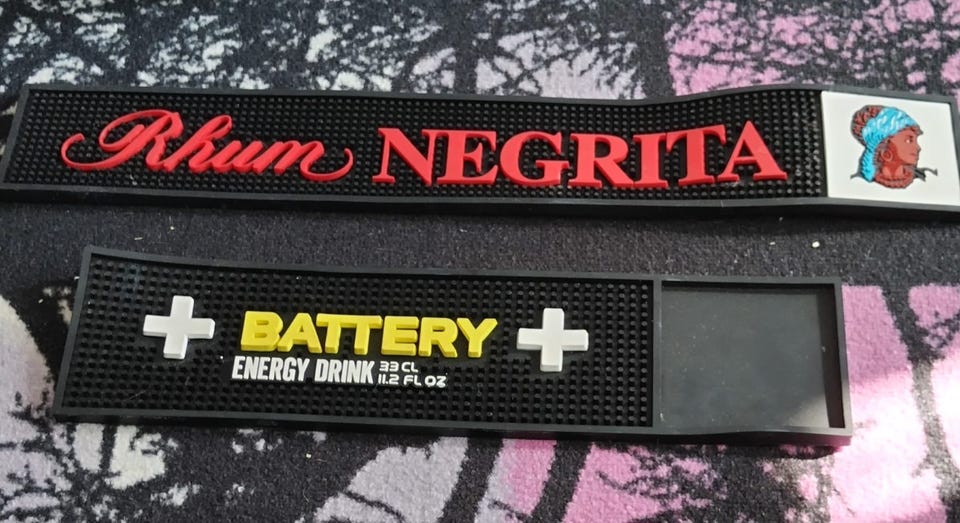 Rhum NEGRITA
BATTERY
ENERGY DRINK 33 CL
11.2 FL OZ